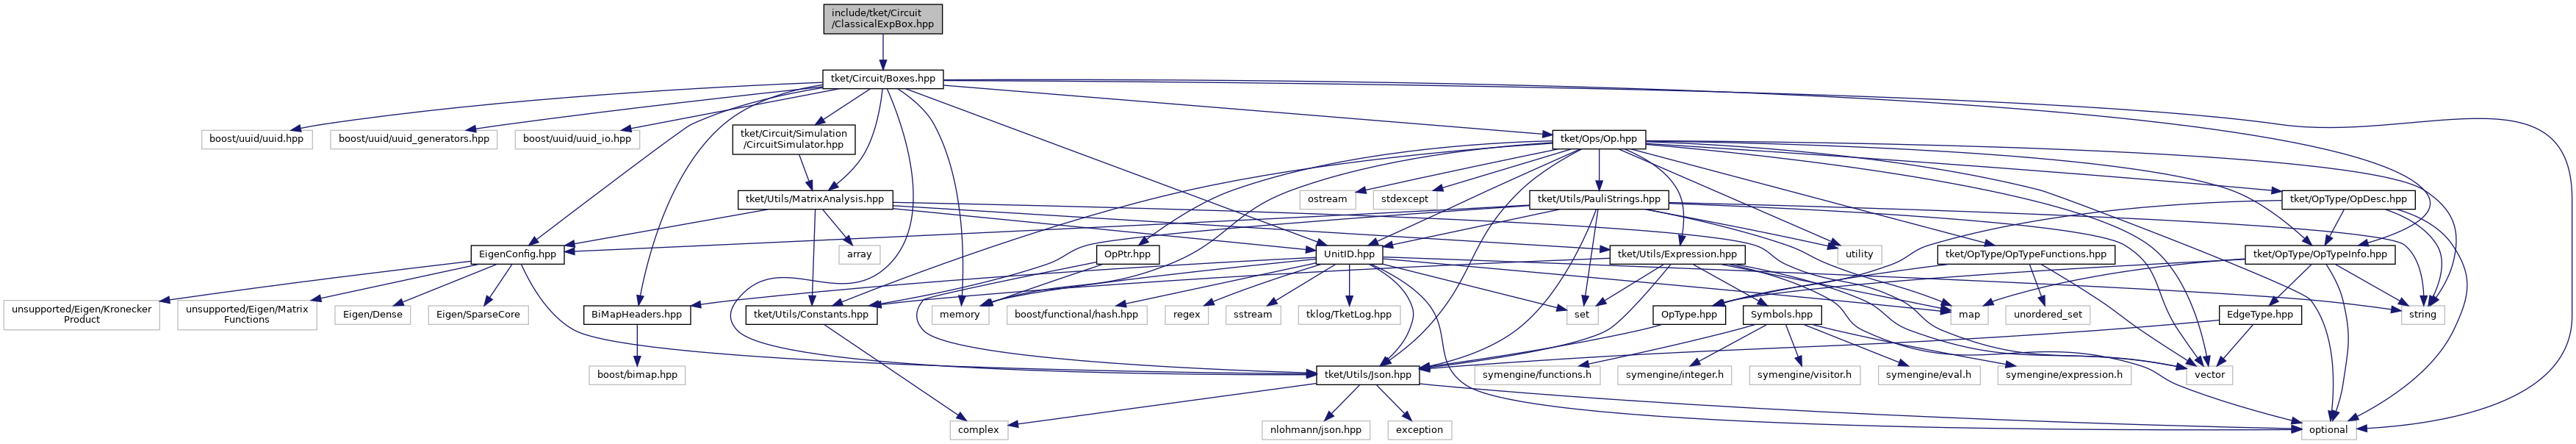 include/tket/Circuit
/ClassicalExpBox.hpp
tket/Circuit/Boxes.hpp
boost/uuid/uuid.hpp
boost/uuid/uuid_generators.hpp
boost/uuid/uuid_io.hpp
tket/Circuit/Simulation
/CircuitSimulator.hpp
tket/Ops/Op.hpp
tket/Utils/MatrixAnalysis.hpp
ostream
stdexcept
tket/Utils/PauliStrings.hpp
tket/OpType/OpDesc.hpp
EigenConfig.hpp
array
OpPtr.hpp
UnitID.hpp
tket/Utils/Expression.hpp
utility
tket/OpType/OpTypeFunctions.hpp
tket/OpType/OpTypeInfo.hpp
unsupported/Eigen/Kronecker
Product
unsupported/Eigen/Matrix
Functions
Eigen/Dense
Eigen/SparseCore
BiMapHeaders.hpp
tket/Utils/Constants.hpp
memory
boost/functional/hash.hpp
regex
sstream
tklog/TketLog.hpp
set
OpType.hpp
Symbols.hpp
map
unordered_set
EdgeType.hpp
string
boost/bimap.hpp
tket/Utils/Json.hpp
symengine/functions.h
symengine/integer.h
symengine/visitor.h
symengine/eval.h
symengine/expression.h
vector
complex
nlohmann/json.hpp
exception
optional